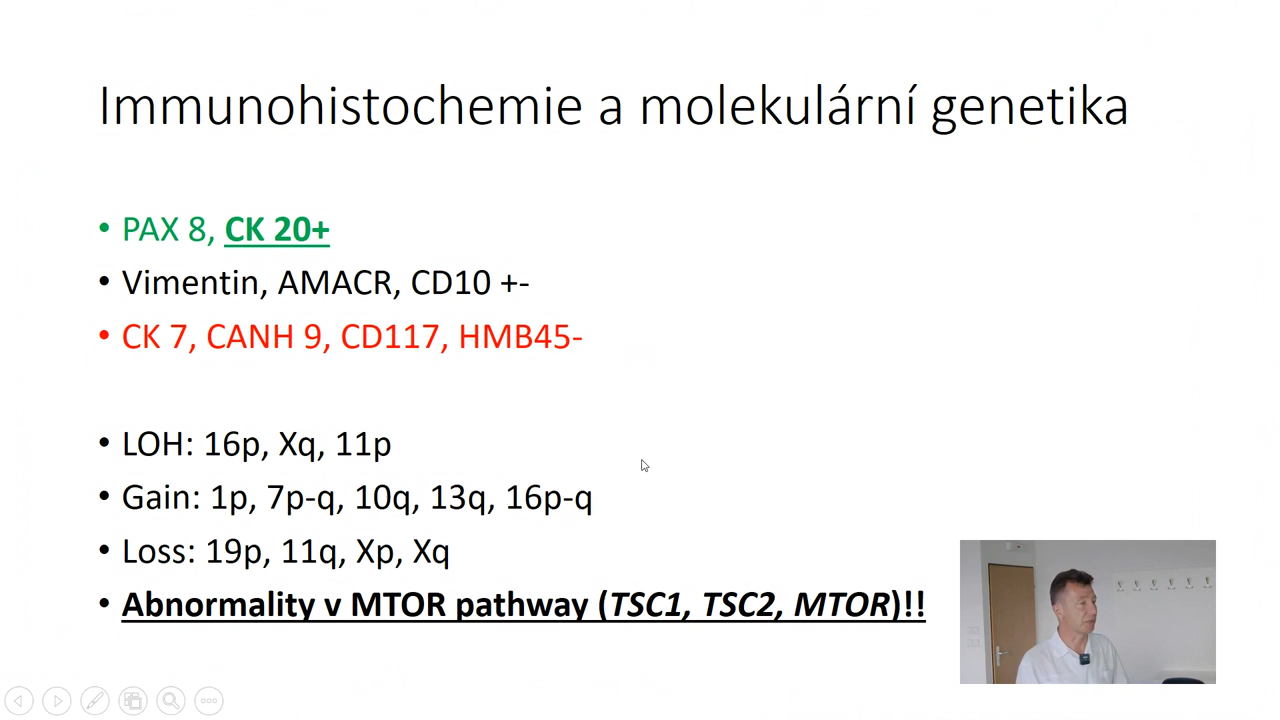 Immunohistochemie a molekulární genetika
• PAX 8, CK 20+
• Vimentin, AMACR, CD10 +-
• CK 7, CANH 9, CD117, HMB45-
• LOH: 16p, Xq, 11p
• Gain: 1p, 7p-q, 10q, 13q, 16p-q
• Loss: 19p, 11q, Xp, Xq
• Abnormality v MTOR pathway (TSC1, TSC2, MTOR)!!